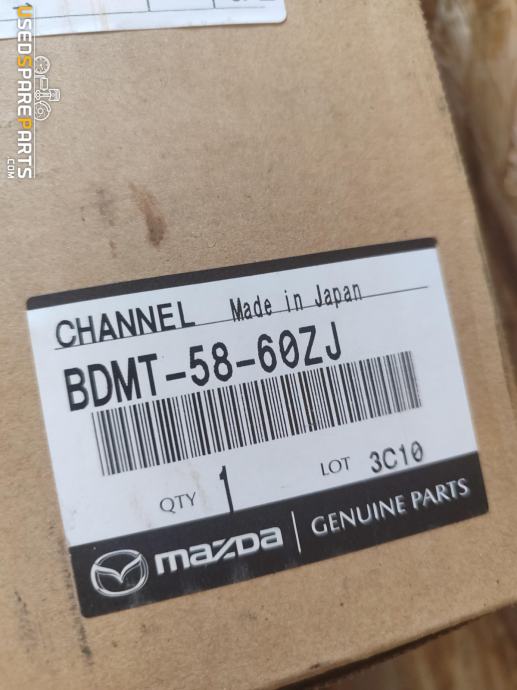 USEDSPAREPARTS
.COM
CHANNEL Made in Japan
BDMT-58-60ZJ
QTY 1 LOT 3C10
mazda | GENUINE PARTS